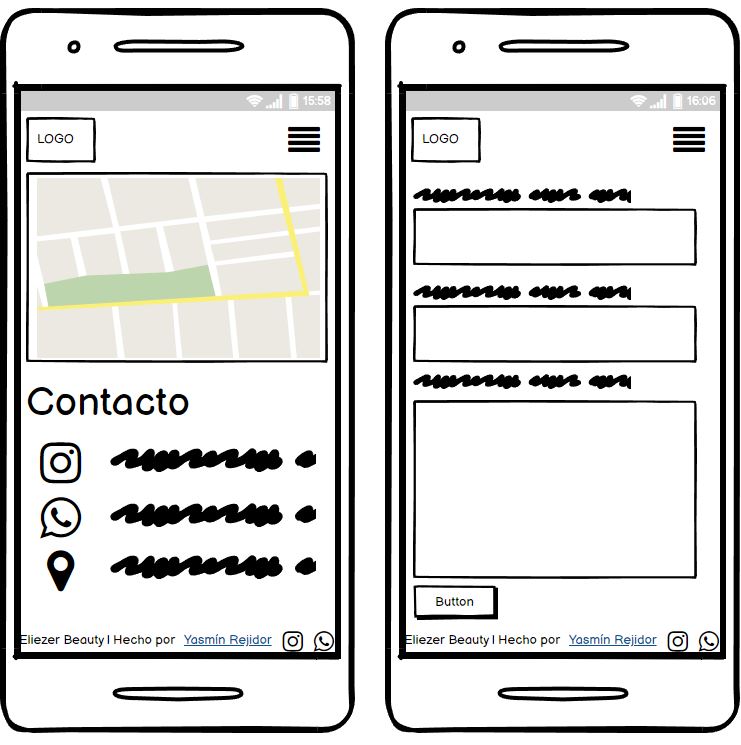 15:58
LOGO
Contacto
Eliezer Beauty | Hecho por Yasmín Rejidor
16:06
LOGO
Button
Eliezer Beauty | Hecho por Yasmín Rejidor